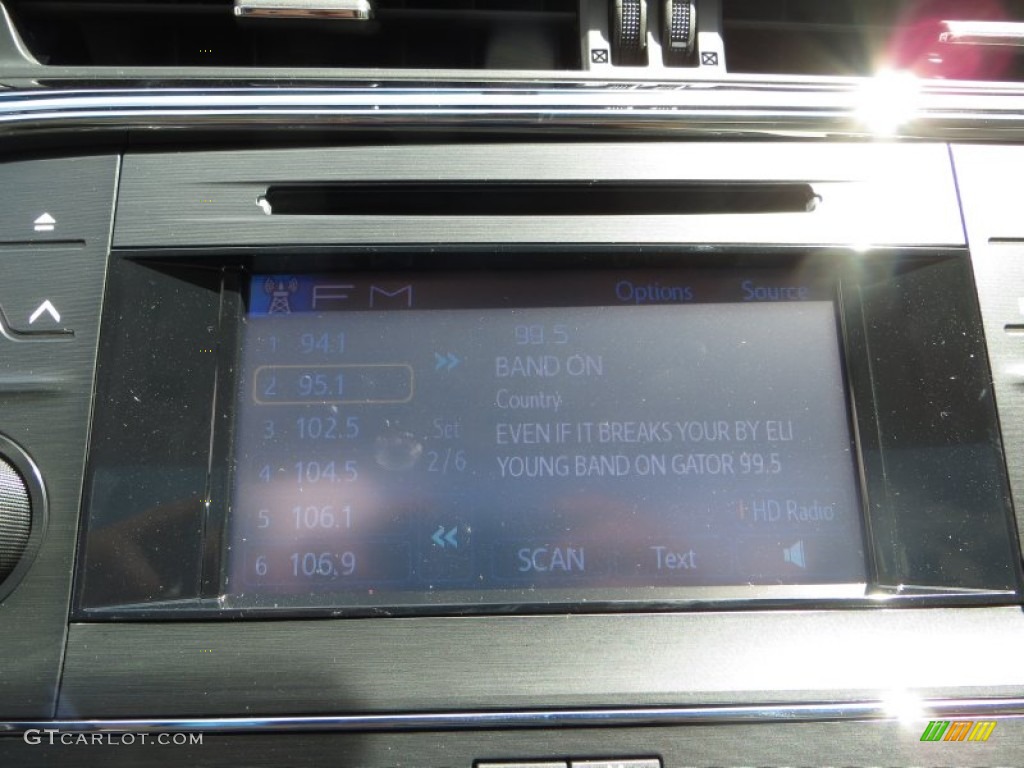 FM Options Source
1 94.1
2 95.1
3 102.5
4 104.5
5 106.1
6 106.9
Set
2/6
99.5
BAND ON
Country
EVEN IF IT BREAKS YOUR BY ELI
YOUNG BAND ON GATOR 99.5
HD Radio
SCAN Text
GTCARLOT.COM